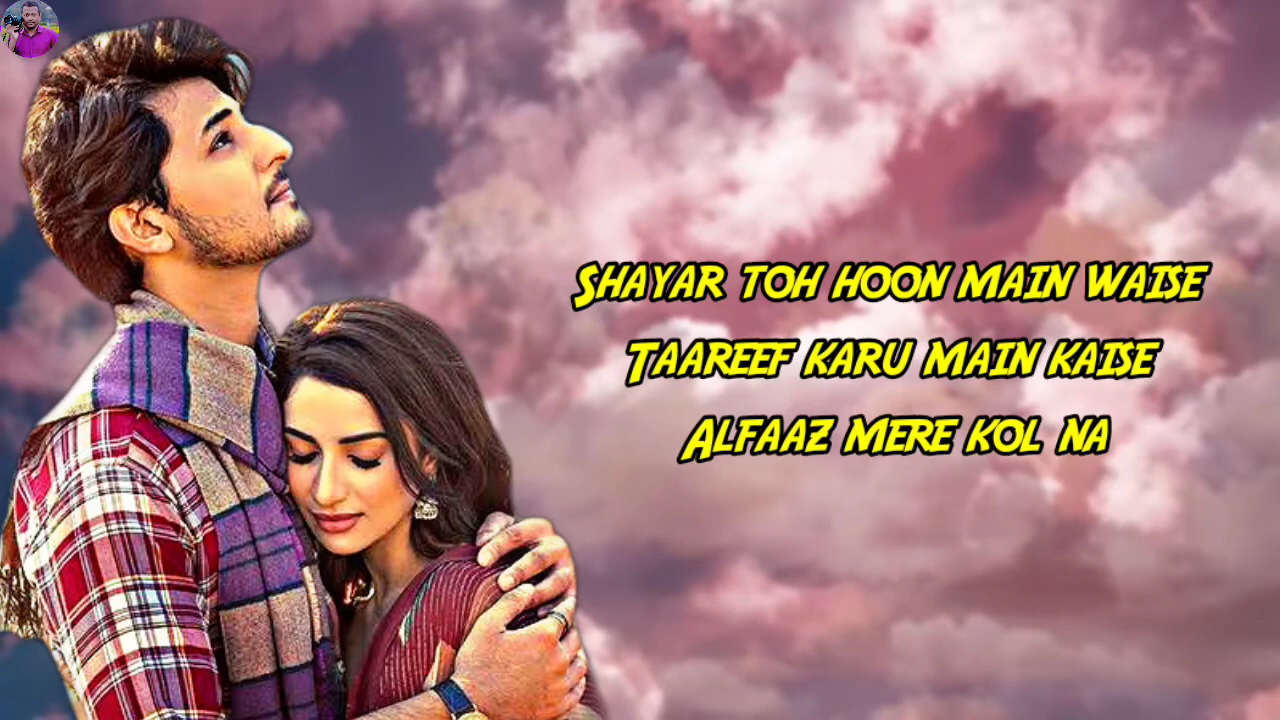 Shayar toh hoon main waise
Taareef karu main kaise
Alfaaz mere kol na